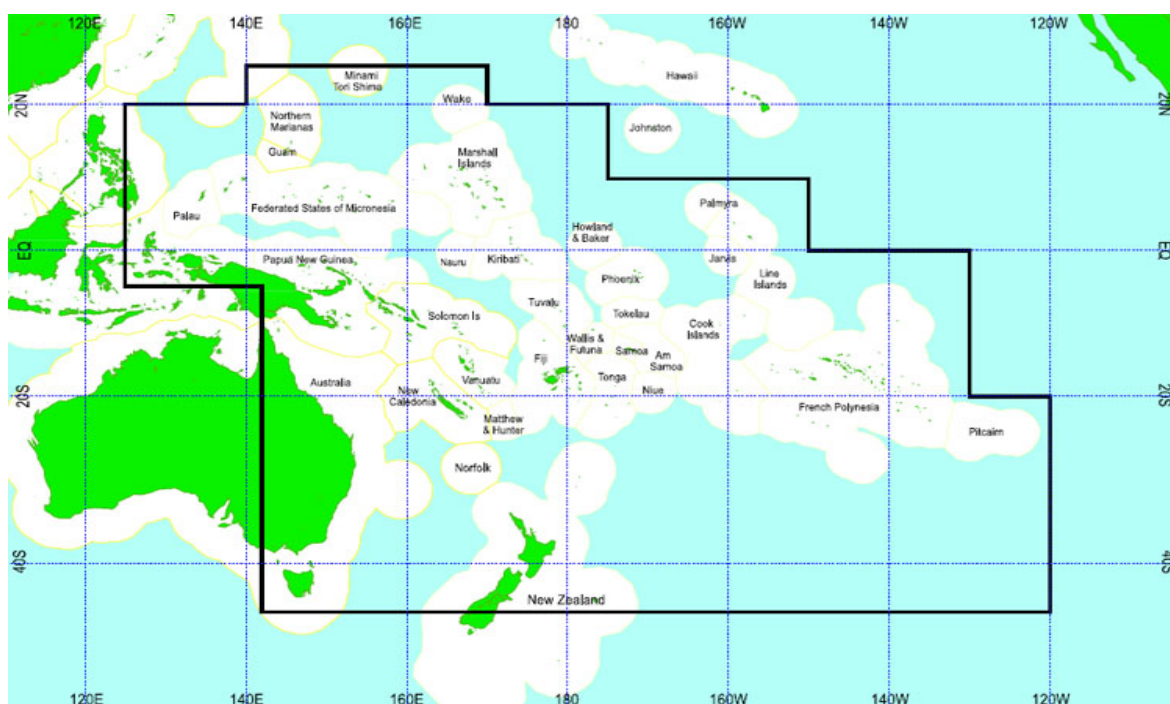 120E 140E 160E 180 160W 140W 120W
Minami
Tori Shima
Hawaii
20N
Wake
20N
Northern
Marianas
Johnston
Guam
Marshall
Islands
Palau
Federated States of Micronesia
Palmyra
Howland
& Baker
EQ
EQ
Papua New Guinea
Nauru
Kiribati
Jarvis
Phoenix
Line
Islands
Tuvalu
Tokelau
Solomon Is
Cook
Islands
Wallis &
Futuna
Samoa
Am
Samoa
Fiji
Tonga
Vanuatu
Australia
Niue
20S
New
Caledonia
20S
French Polynesia
Matthew
& Hunter
Pitcairn
Norfolk
40S
40S
New Zealand
120E 140E 160E 180 160W 140W 120W